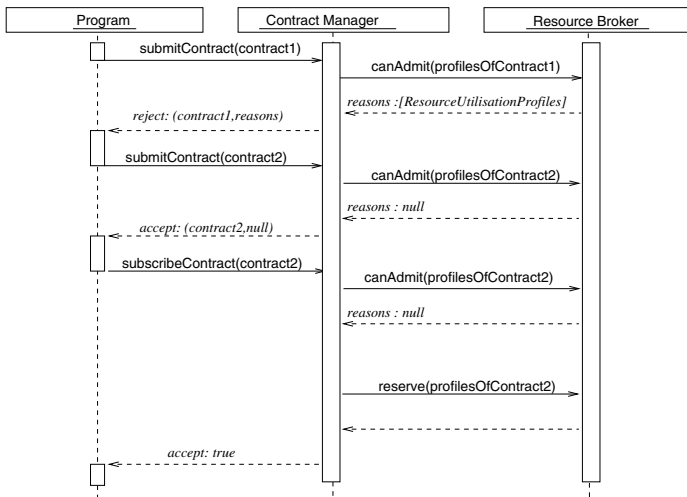 Program
Contract Manager
Resource Broker
submitContract(contract1)
canAdmit(profilesOfContract1)
reasons :[ResourceUtilisationProfiles]
reject: (contract1,reasons)
submitContract(contract2)
canAdmit(profilesOfContract2)
reasons : null
accept: (contract2,null)
subscribeContract(contract2)
canAdmit(profilesOfContract2)
reasons : null
reserve(profilesOfContract2)
accept: true